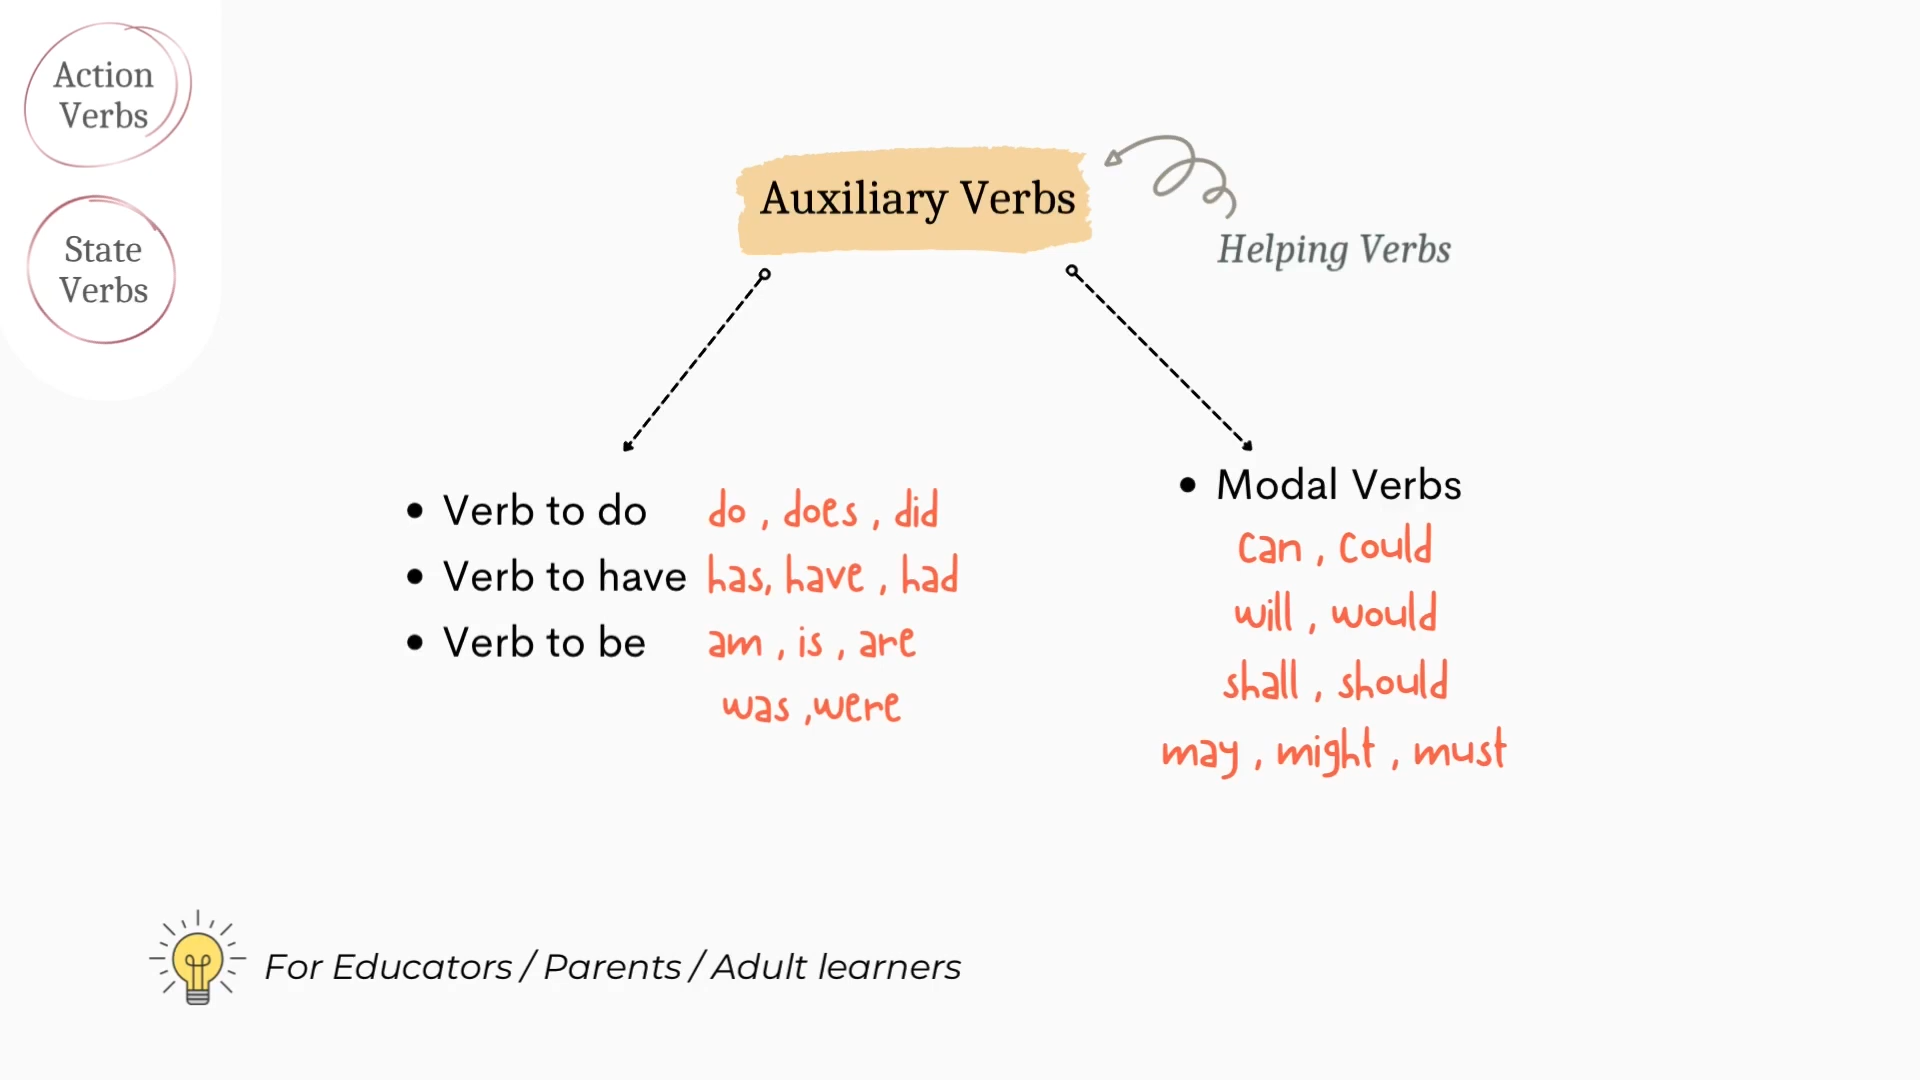 Action
Verbs
State
Verbs
Auxiliary Verbs
Helping Verbs
• Verb to do do , does , did
• Verb to have has, have , had
• Verb to be am , is , are
was ,were
• Modal Verbs
can , could
will , would
shall , should
may , might , must
For Educators / Parents / Adult learners